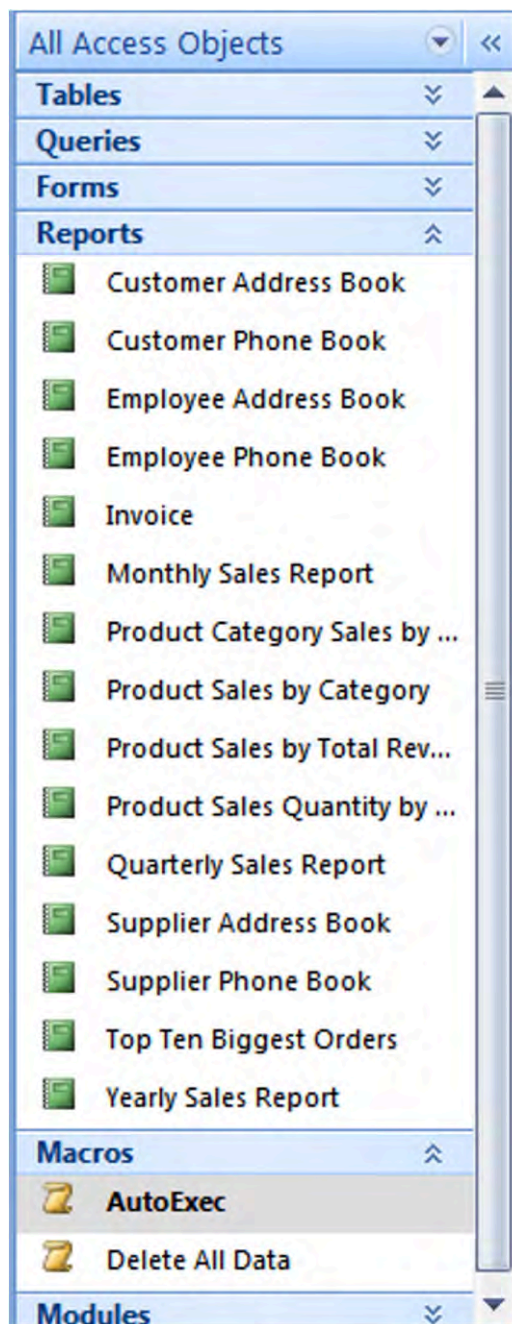 All Access Objects
Tables
Queries
Forms
Reports
Customer Address Book
Customer Phone Book
Employee Address Book
Employee Phone Book
Invoice
Monthly Sales Report
Product Category Sales by ...
Product Sales by Category
Product Sales by Total Rev...
Product Sales Quantity by ...
Quarterly Sales Report
Supplier Address Book
Supplier Phone Book
Top Ten Biggest Orders
Yearly Sales Report
Macros
AutoExec
Delete All Data
Modules